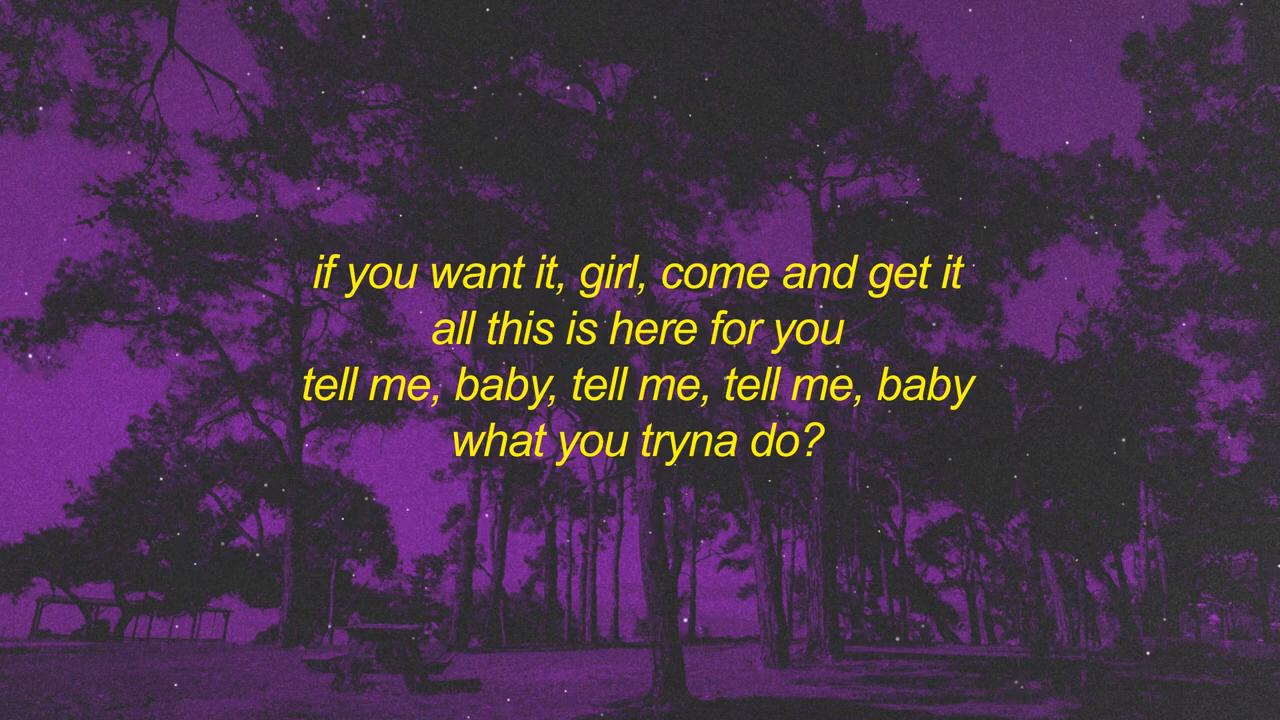 if you want it, girl, come and get it
all this is here for you
tell me, baby, tell me, tell me, baby
what you tryna do?